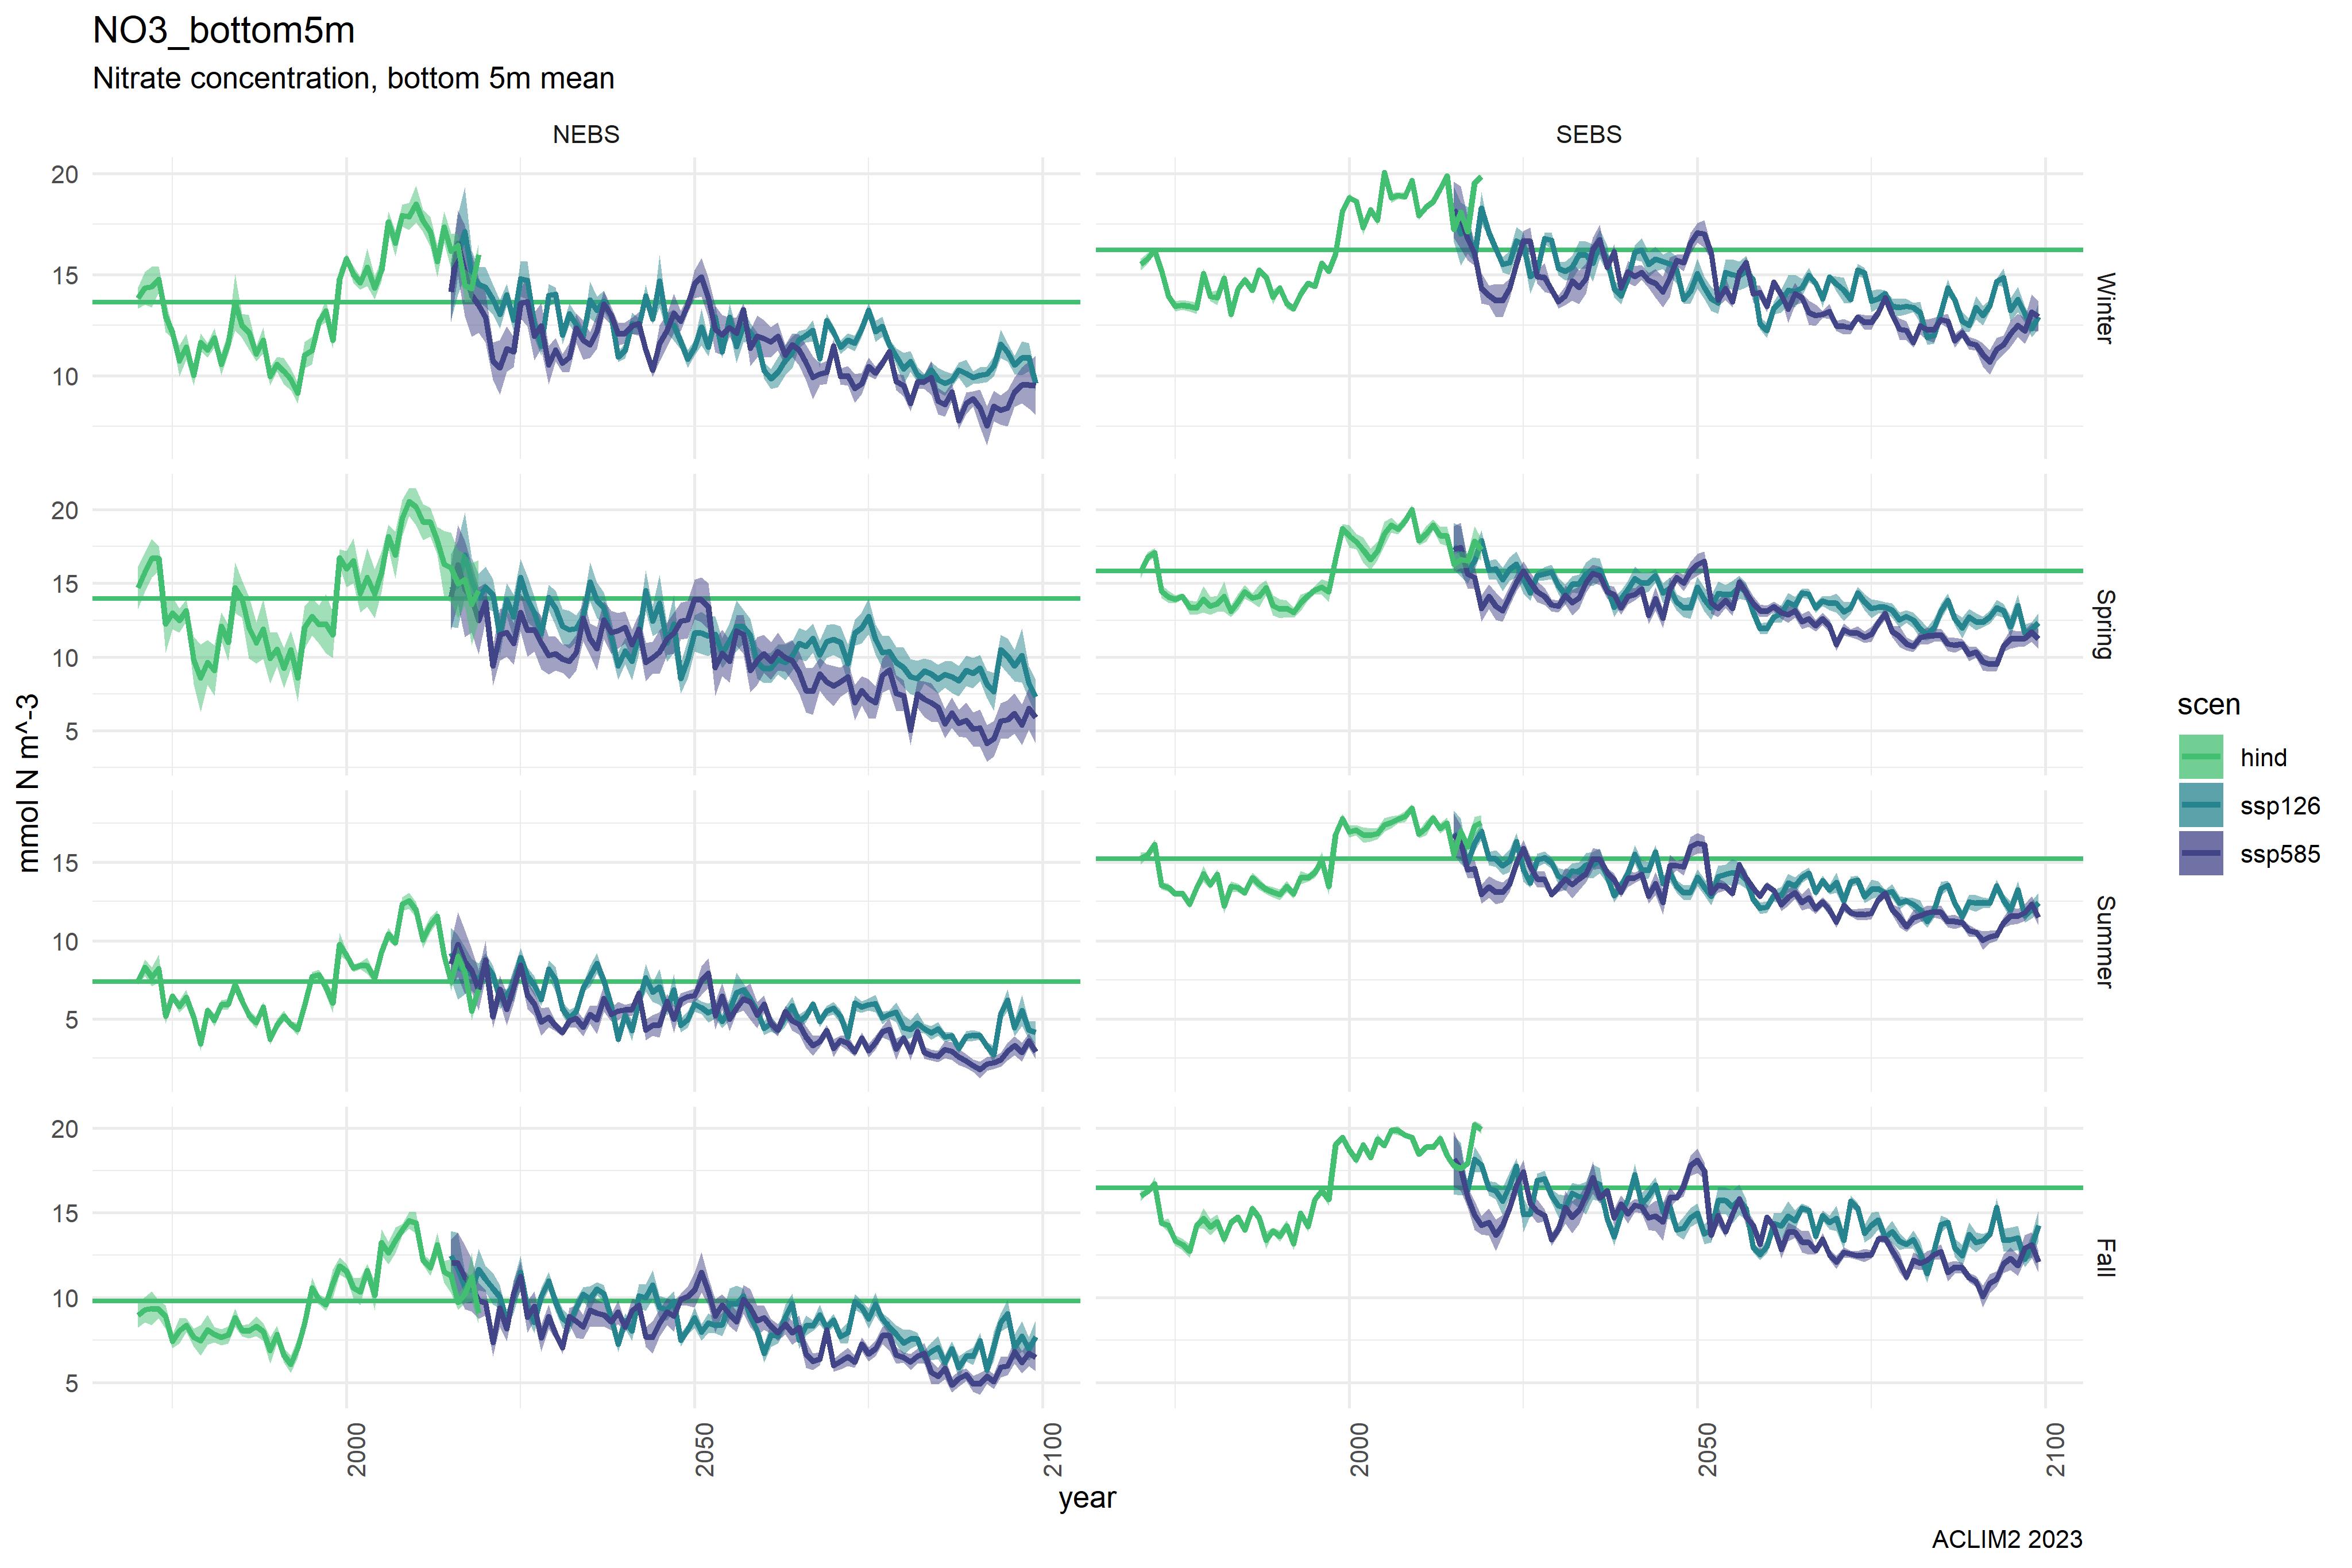 NO3_bottom5m
Nitrate concentration, bottom 5m mean
NEBS SEBS
20
15
10
Winter
20
15
10
5
Spring
15
10
5
Summer
20
15
10
5
Fall
mmol N m^-3
2000 2050 2100 2000 2050 2100
year
scen
hind
ssp126
ssp585
ACLIM2 2023